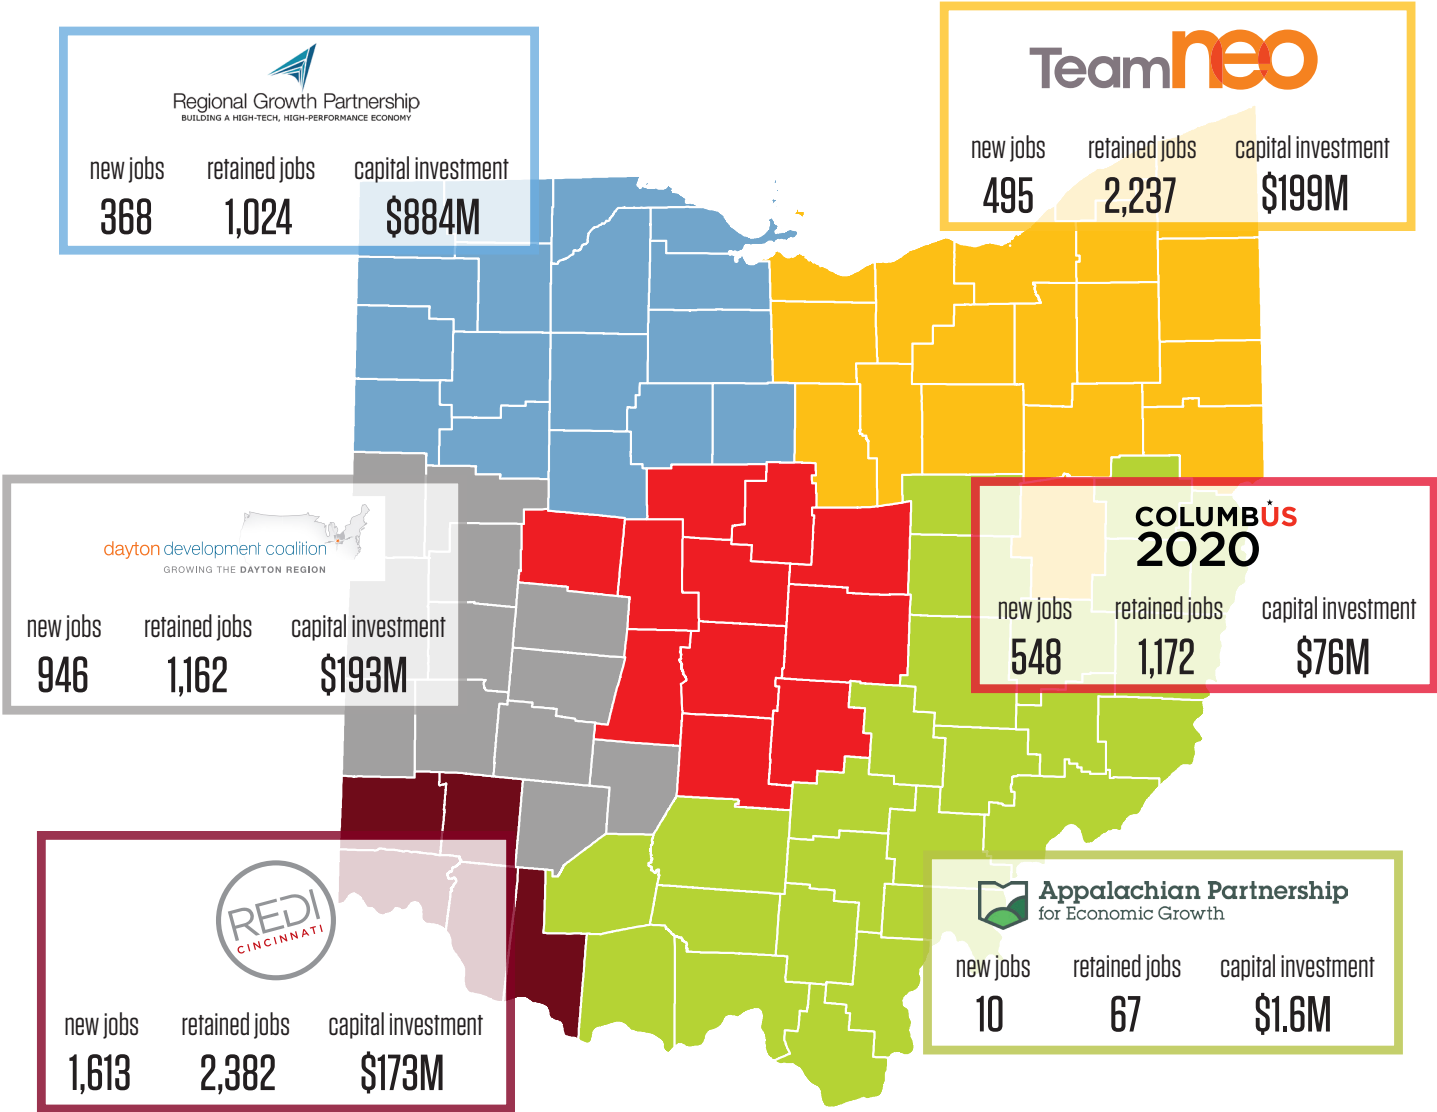 Regional Growth Partnership
BUILDING A HIGH-TECH, HIGH-PERFORMANCE ECONOMY
new jobs retained jobs capital investment
368 1,024 $884M
Teamneo
new jobs retained jobs capital investment
495 2,237 $199M
dayton development coalition
GROWING THE DAYTON REGION
new jobs retained jobs capital investment
946 1,162 $193M
COLUMBUS
2020
new jobs retained jobs capital investment
548 1,172 $76M
REDI
CINCINNATI
new jobs retained jobs capital investment
1,613 2,382 $173M
Appalachian Partnership
for Economic Growth
new jobs retained jobs capital investment
10 67 $1.6M